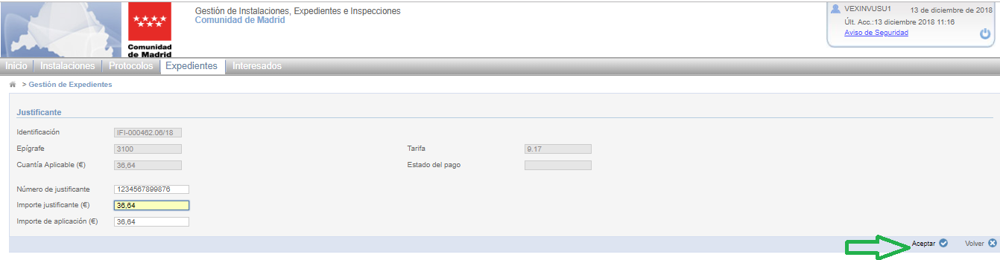 Gestión de Instalaciones, Expedientes e Inspecciones
Comunidad de Madrid
Comunidad
de Madrid
VEXINVUSU1 13 de diciembre de 2018
Últ. Acc.:13 diciembre 2018 11:16
Aviso de Seguridad
Inicio Instalaciones Protocolos Expedientes Interesados
> Gestión de Expedientes
Justificante
Identificación IFI-000462.06/18
Epígrafe 3100 Tarifa 9.17
Cuantía Aplicable (€) 36,64 Estado del pago
Número de justificante 1234567899876
Importe justificante (€) 36,64
Importe de aplicación (€) 36,64
Aceptar Volver